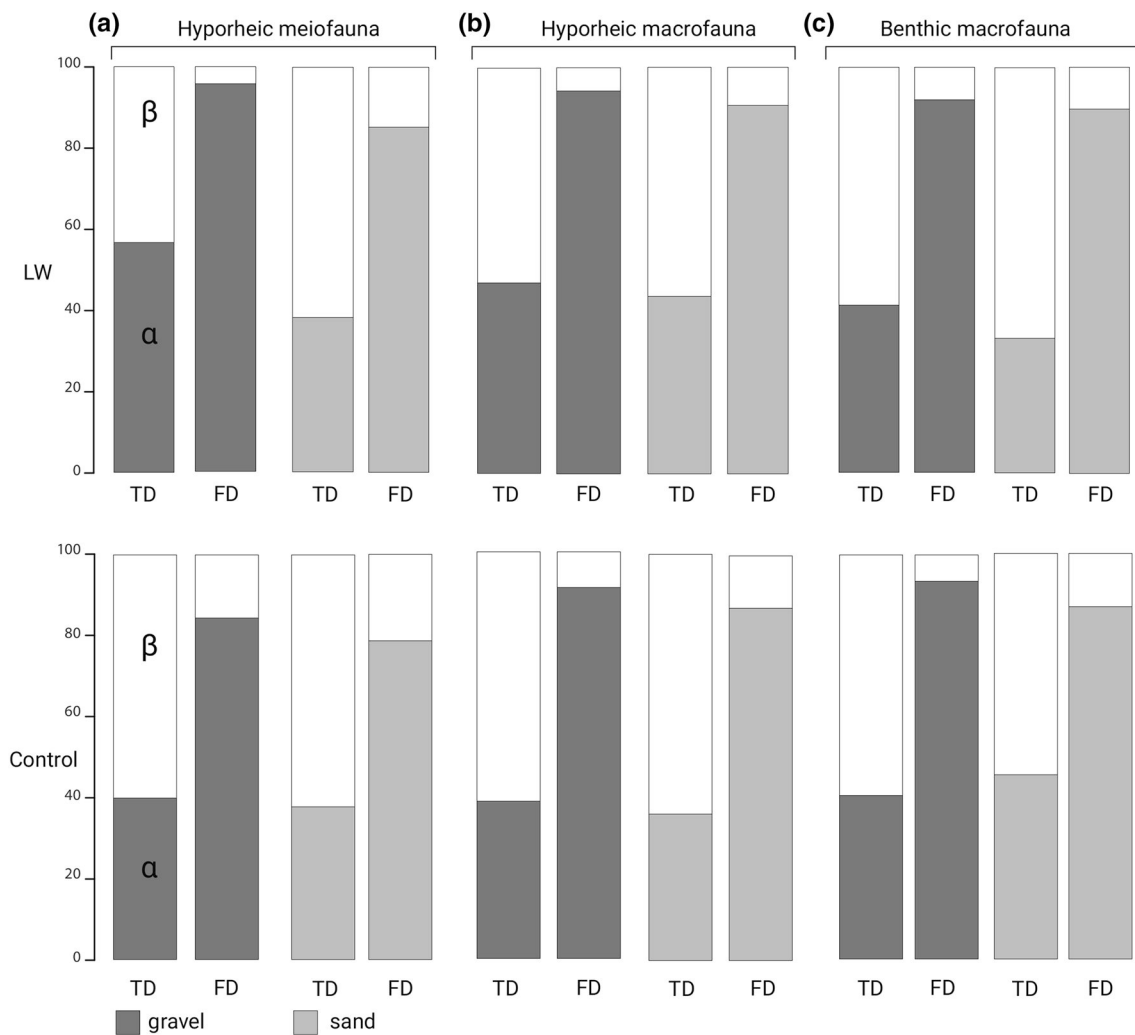 (a) Hyporheic meiofauna (b) Hyporheic macrofauna (c) Benthic macrofauna
100
β
80
60
LW
40
α
20
0
TD FD TD FD TD FD TD FD TD FD TD FD
100
80
β
60
Control
40
α
20
0
TD FD TD FD TD FD TD FD TD FD TD FD
gravel sand